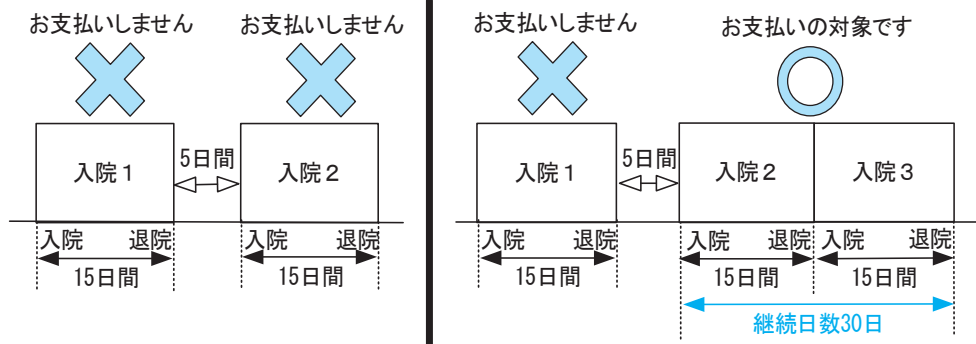 お支払いしません
お支払いしません
入院1
5日間
入院2
入院
退院
入院
退院
15日間
15日間
お支払いしません
お支払いの対象です
入院1
5日間
入院2
入院3
入院
退院
入院
退院
入院
退院
15日間
15日間
15日間
継続日数30日